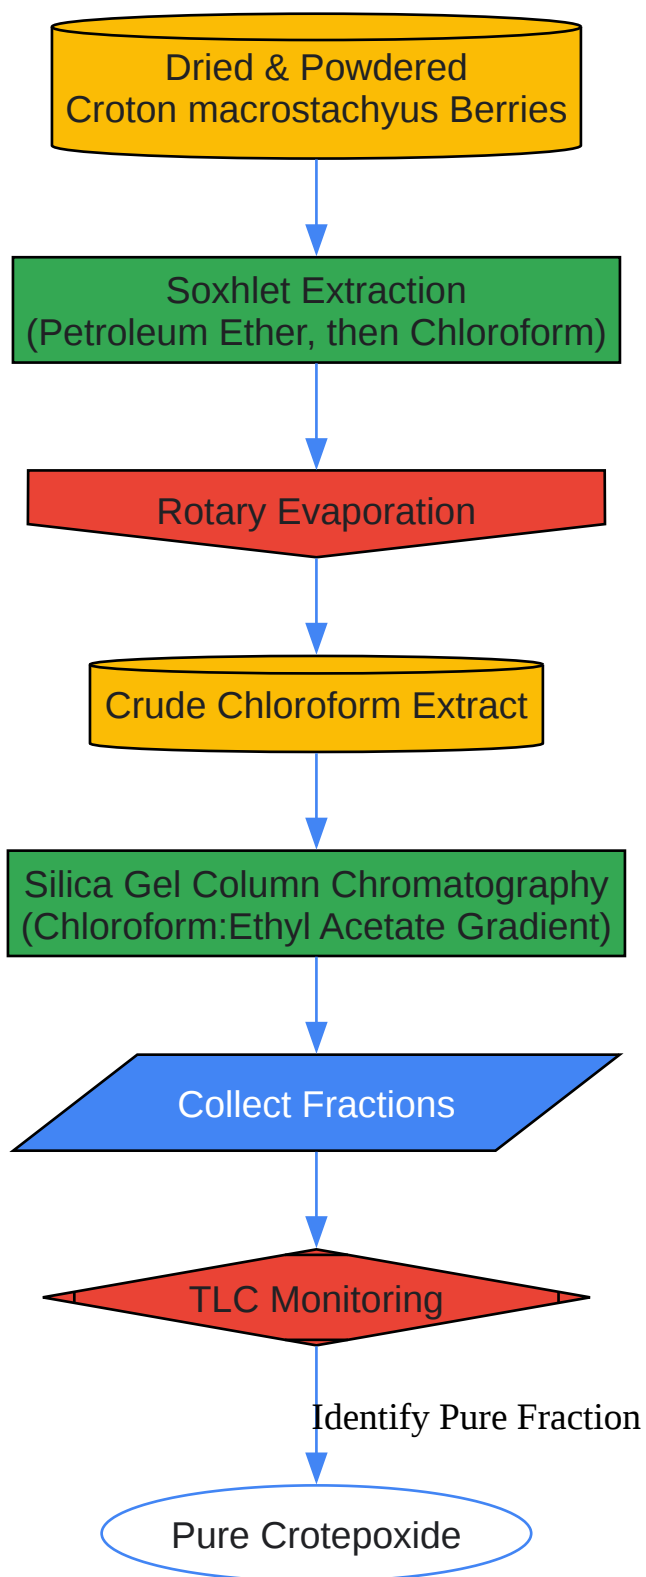 Dried & Powdered
Croton macrostachyus Berries
Soxhlet Extraction
(Petroleum Ether, then Chloroform)
Rotary Evaporation
Crude Chloroform Extract
Silica Gel Column Chromatography
(Chloroform:Ethyl Acetate Gradient)
Collect Fractions
TLC Monitoring
Identify Pure Fraction
Pure Crotepoxide